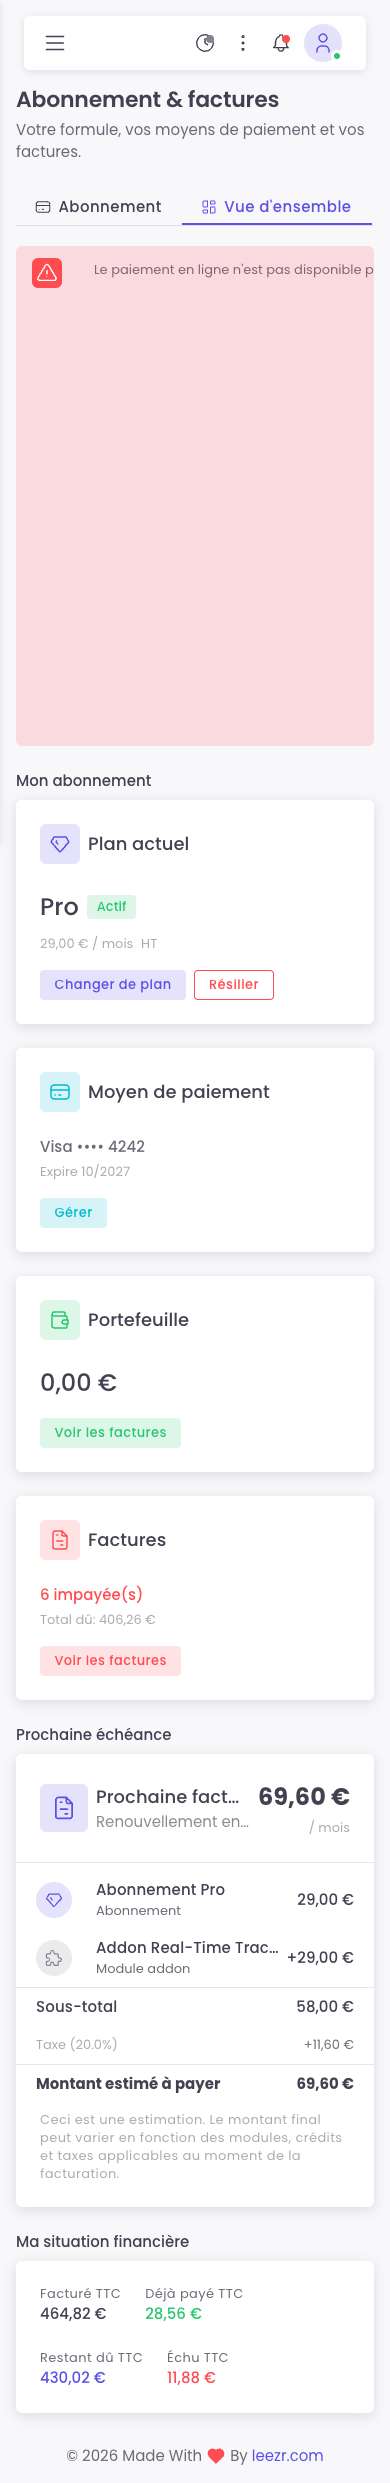 Abonnement & factures
Votre formule, vos moyens de paiement et vos
factures.
Abonnement
Vue d'ensemble
Le paiement en ligne n'est pas disponible p
Mon abonnement
Plan actuel
Pro
Actif
29,00 € / mois HT
Changer de plan
Résilier
Moyen de paiement
Visa •••• 4242
Expire 10/2027
Gérer
Portefeuille
0,00 €
Voir les factures
Factures
6 impayée(s)
Total dû: 406,26 €
Voir les factures
Prochaine échéance
Prochaine fact...
69,60 €
Renouvellement en...
/ mois
Abonnement Pro
29,00 €
Abonnement
Addon Real-Time Trac...
+29,00 €
Module addon
Sous-total
58,00 €
Taxe (20.0%)
+11,60 €
Montant estimé à payer
69,60 €
Ceci est une estimation. Le montant final
peut varier en fonction des modules, crédits
et taxes applicables au moment de la
facturation.
Ma situation financière
Facturé TTC
Déjà payé TTC
464,82 €
28,56 €
Restant dû TTC
Échu TTC
430,02 €
11,88 €
© 2026 Made With
By leezr.com